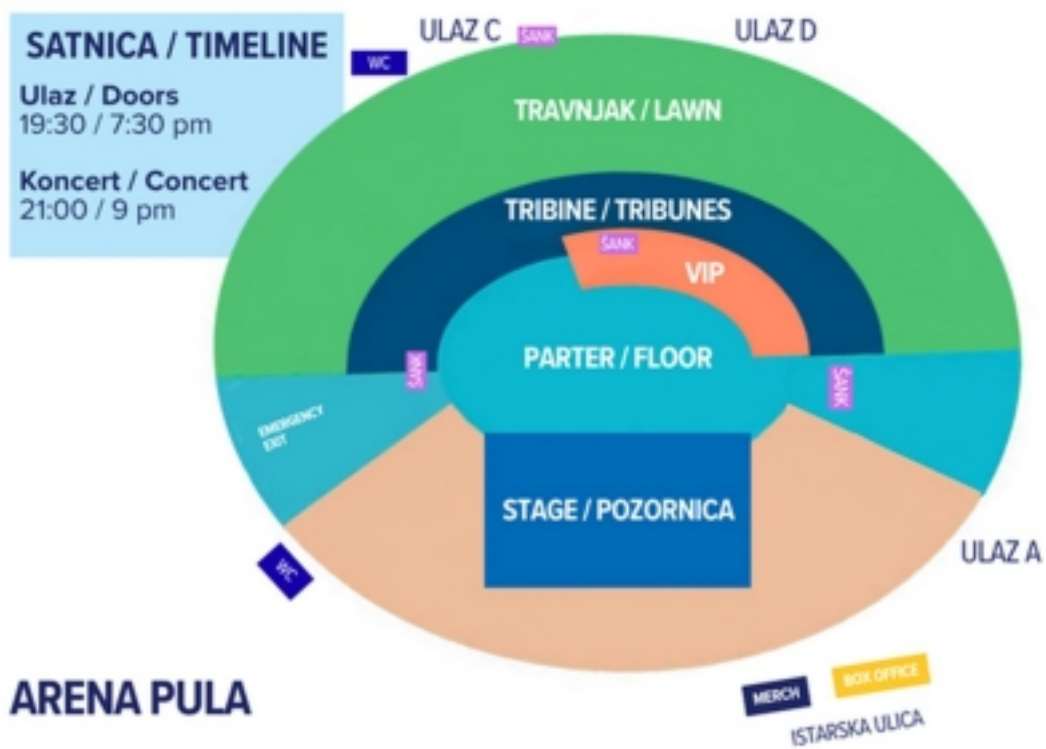 SATNICA / TIMELINE
Ulaz / Doors
19:30 / 7:30 pm
Koncert / Concert
21:00 / 9 pm
ULAZ C
ŠANK
ULAZ D
WC
TRAVNJAK / LAWN
TRIBINE / TRIBUNES
ŠANK
VIP
PARTER / FLOOR
ŠANK
ŠANK
EMERGENCY
EXIT
STAGE / POZORNICA
ULAZ A
WC
ARENA PULA
MERCH
BOX OFFICE
ISTARSKA ULICA